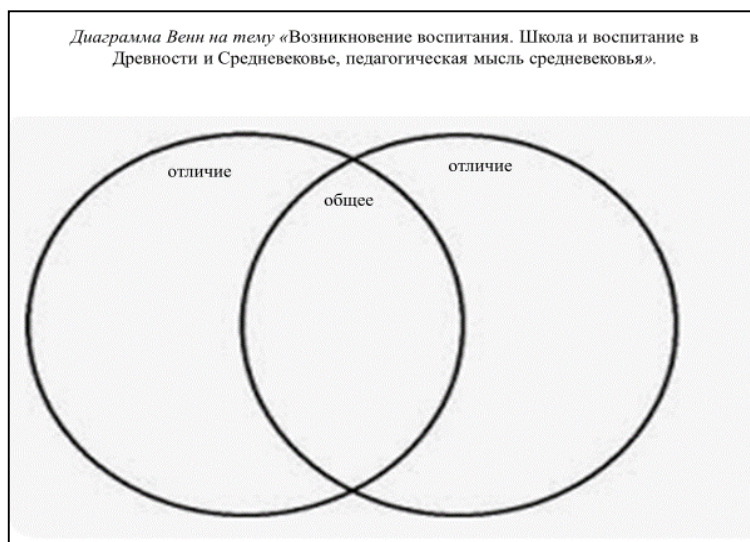 Диаграмма Венн на тему «Возникновение воспитания. Школа и воспитание в
Древности и Средневековье, педагогическая мысль средневековья».
отличие
отличие
общее